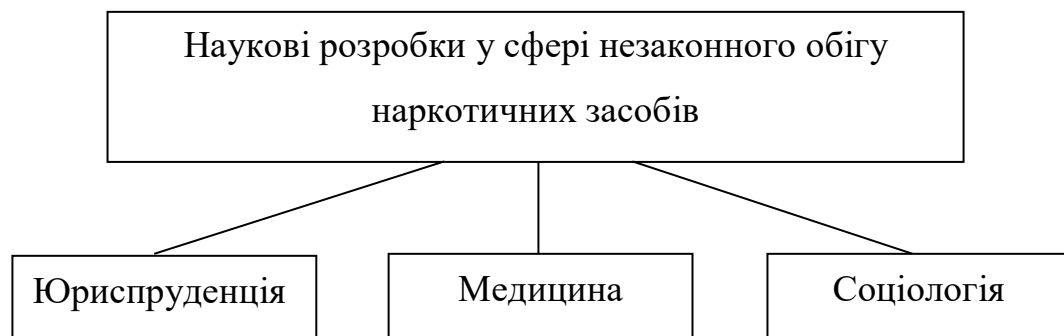 Наукові розробки у сфері незаконного обігу
наркотичних засобів
Юриспруденція
Медицина
Соціологія